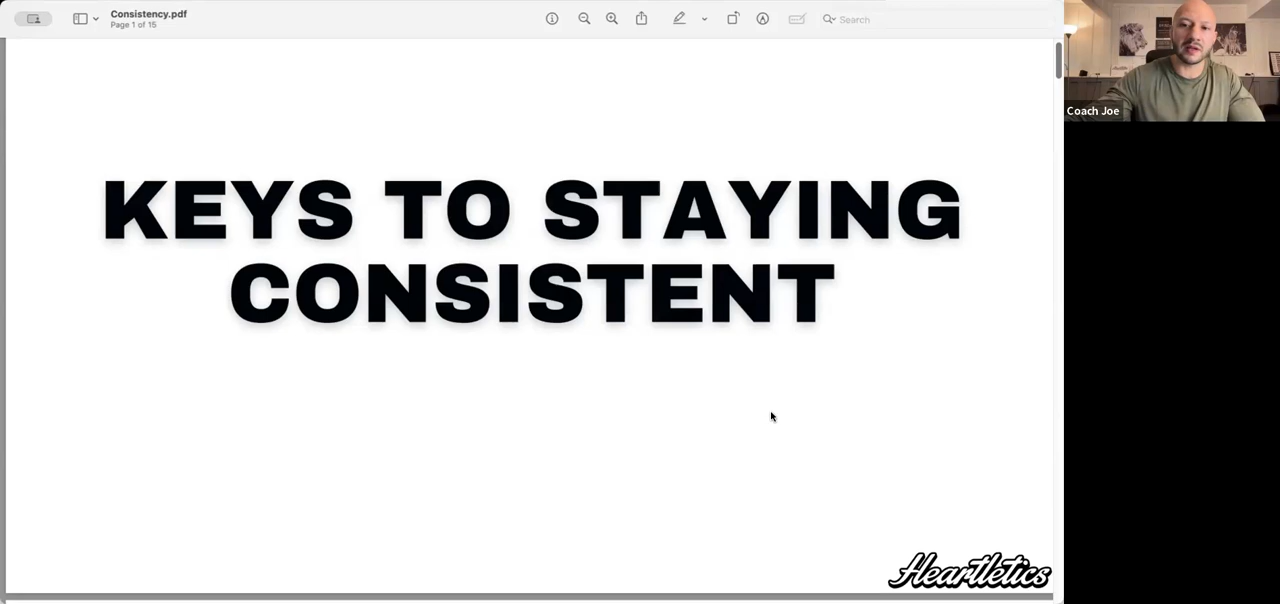 Consistency.pdf
Page 1 of 15
Search
Coach Joe
KEYS TO STAYING
CONSISTENT
Heartletics